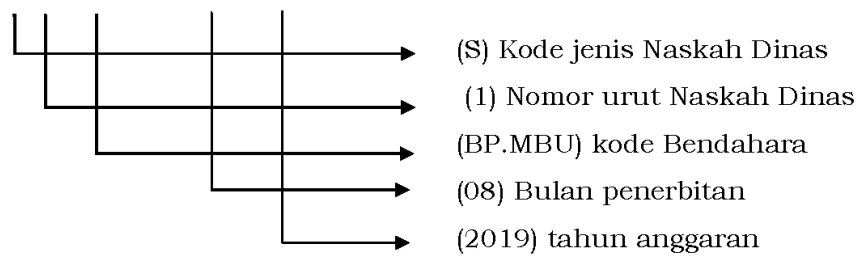 (S) Kode jenis Naskah Dinas
(1) Nomor urut Naskah Dinas
(BP.MBU) kode Bendahara
(08) Bulan penerbitan
(2019) tahun anggaran